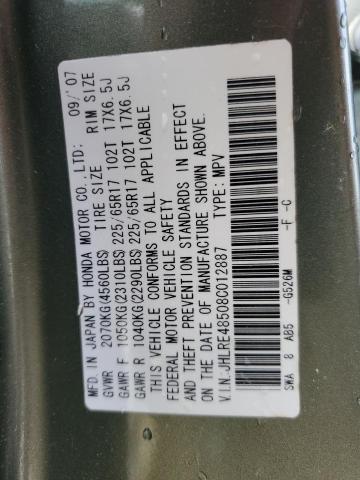 MFD. IN JAPAN BY HONDA MOTOR CO., LTD: 09/'07
GVWR 2070KG(4560LBS) TIRE SIZE RIM SIZE
GAWR F 1050KG(2310LBS) 225/65R17 102T 17X6.5J
GAWR R 1040KG(2290LBS) 225/65R17 102T 17X6.5J
THIS VEHICLE CONFORMS TO ALL APPLICABLE
FEDERAL MOTOR VEHICLE SAFETY
AND THEFT PREVENTION STANDARDS IN EFFECT
ON THE DATE OF MANUFACTURE SHOWN ABOVE.
V.I.N:JHLRE48508C012887 TYPE: MPV
SWA 8 AB5 -G526M -F -C